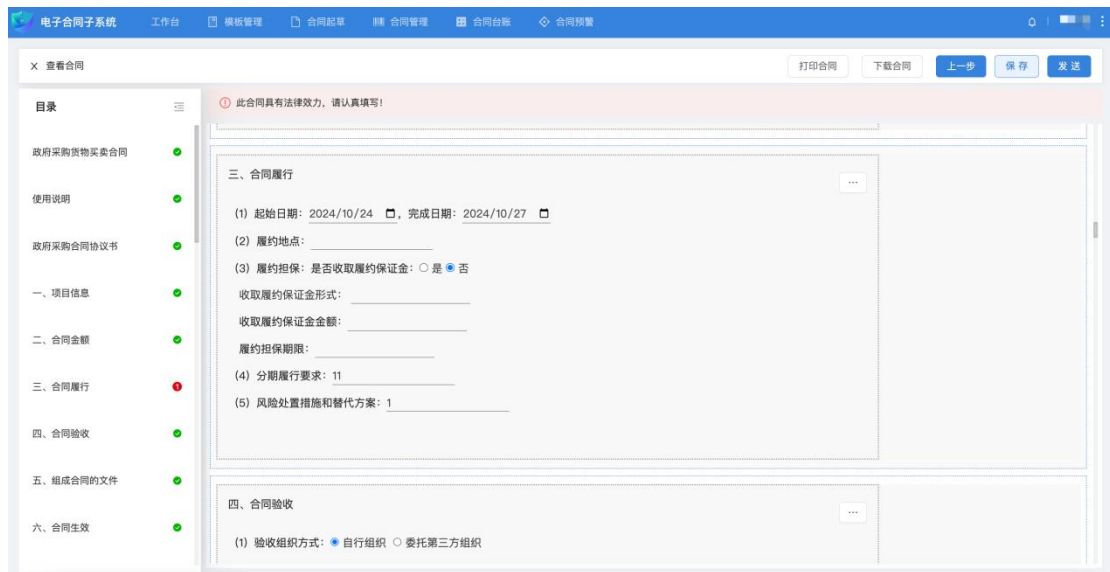 电子合同子系统 工作台 模板管理 合同起草 合同管理 合同台账 合同预警
X 查看合同 打印合同 下载合同 上一步 保存 发送
目录
政府采购货物买卖合同
使用说明
政府采购合同协议书
一、项目信息
二、合同金额
三、合同履行 1
四、合同验收
五、组成合同的文件
六、合同生效
此合同具有法律效力，请认真填写！
三、合同履行
...
(1) 起始日期：2024/10/24，完成日期：2024/10/27
(2) 履约地点：
(3) 履约担保：是否收取履约保证金：是 否
收取履约保证金形式：
收取履约保证金金额：
履约担保期限：
(4) 分期履行要求：11
(5) 风险处置措施和替代方案：1
四、合同验收
...
(1) 验收组织方式：自行组织 委托第三方组织